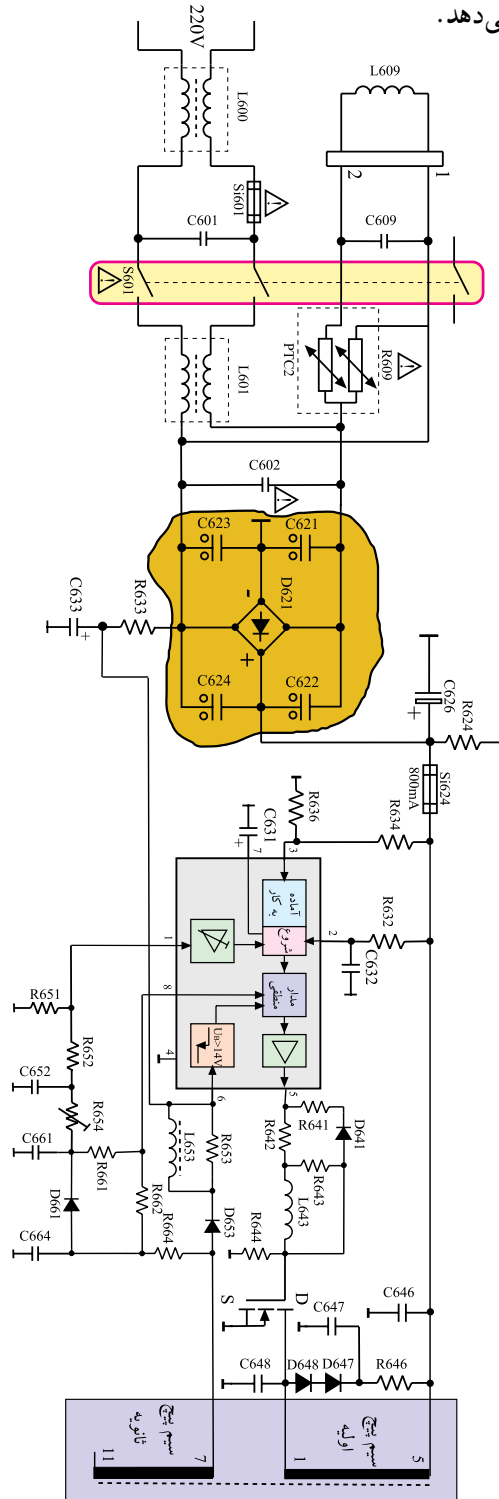 ی‌دهد.
220V
L600
L609
1
2
Si601
C601
C609
S601
L601
PTC2
R609
C602
C623
C621
D621
-
+
C624
C622
C633
+
R633
C626
+
R624
Si624
800mA
R636
R634
C631
+
7
3
آماده
به کار
شروع
2
R632
C632
1
8
مدار
منطقی
UB>14V
4
6
5
R651
R652
C652
R654
C661
R661
D661
R662
C664
R664
L653
R653
D653
R641
D641
R642
R643
L643
R644
D
S
C646
C647
C648
D648
D647
R646
سیم پیچ
ثانویه
11
7
سیم پیچ
اولیه
1
5